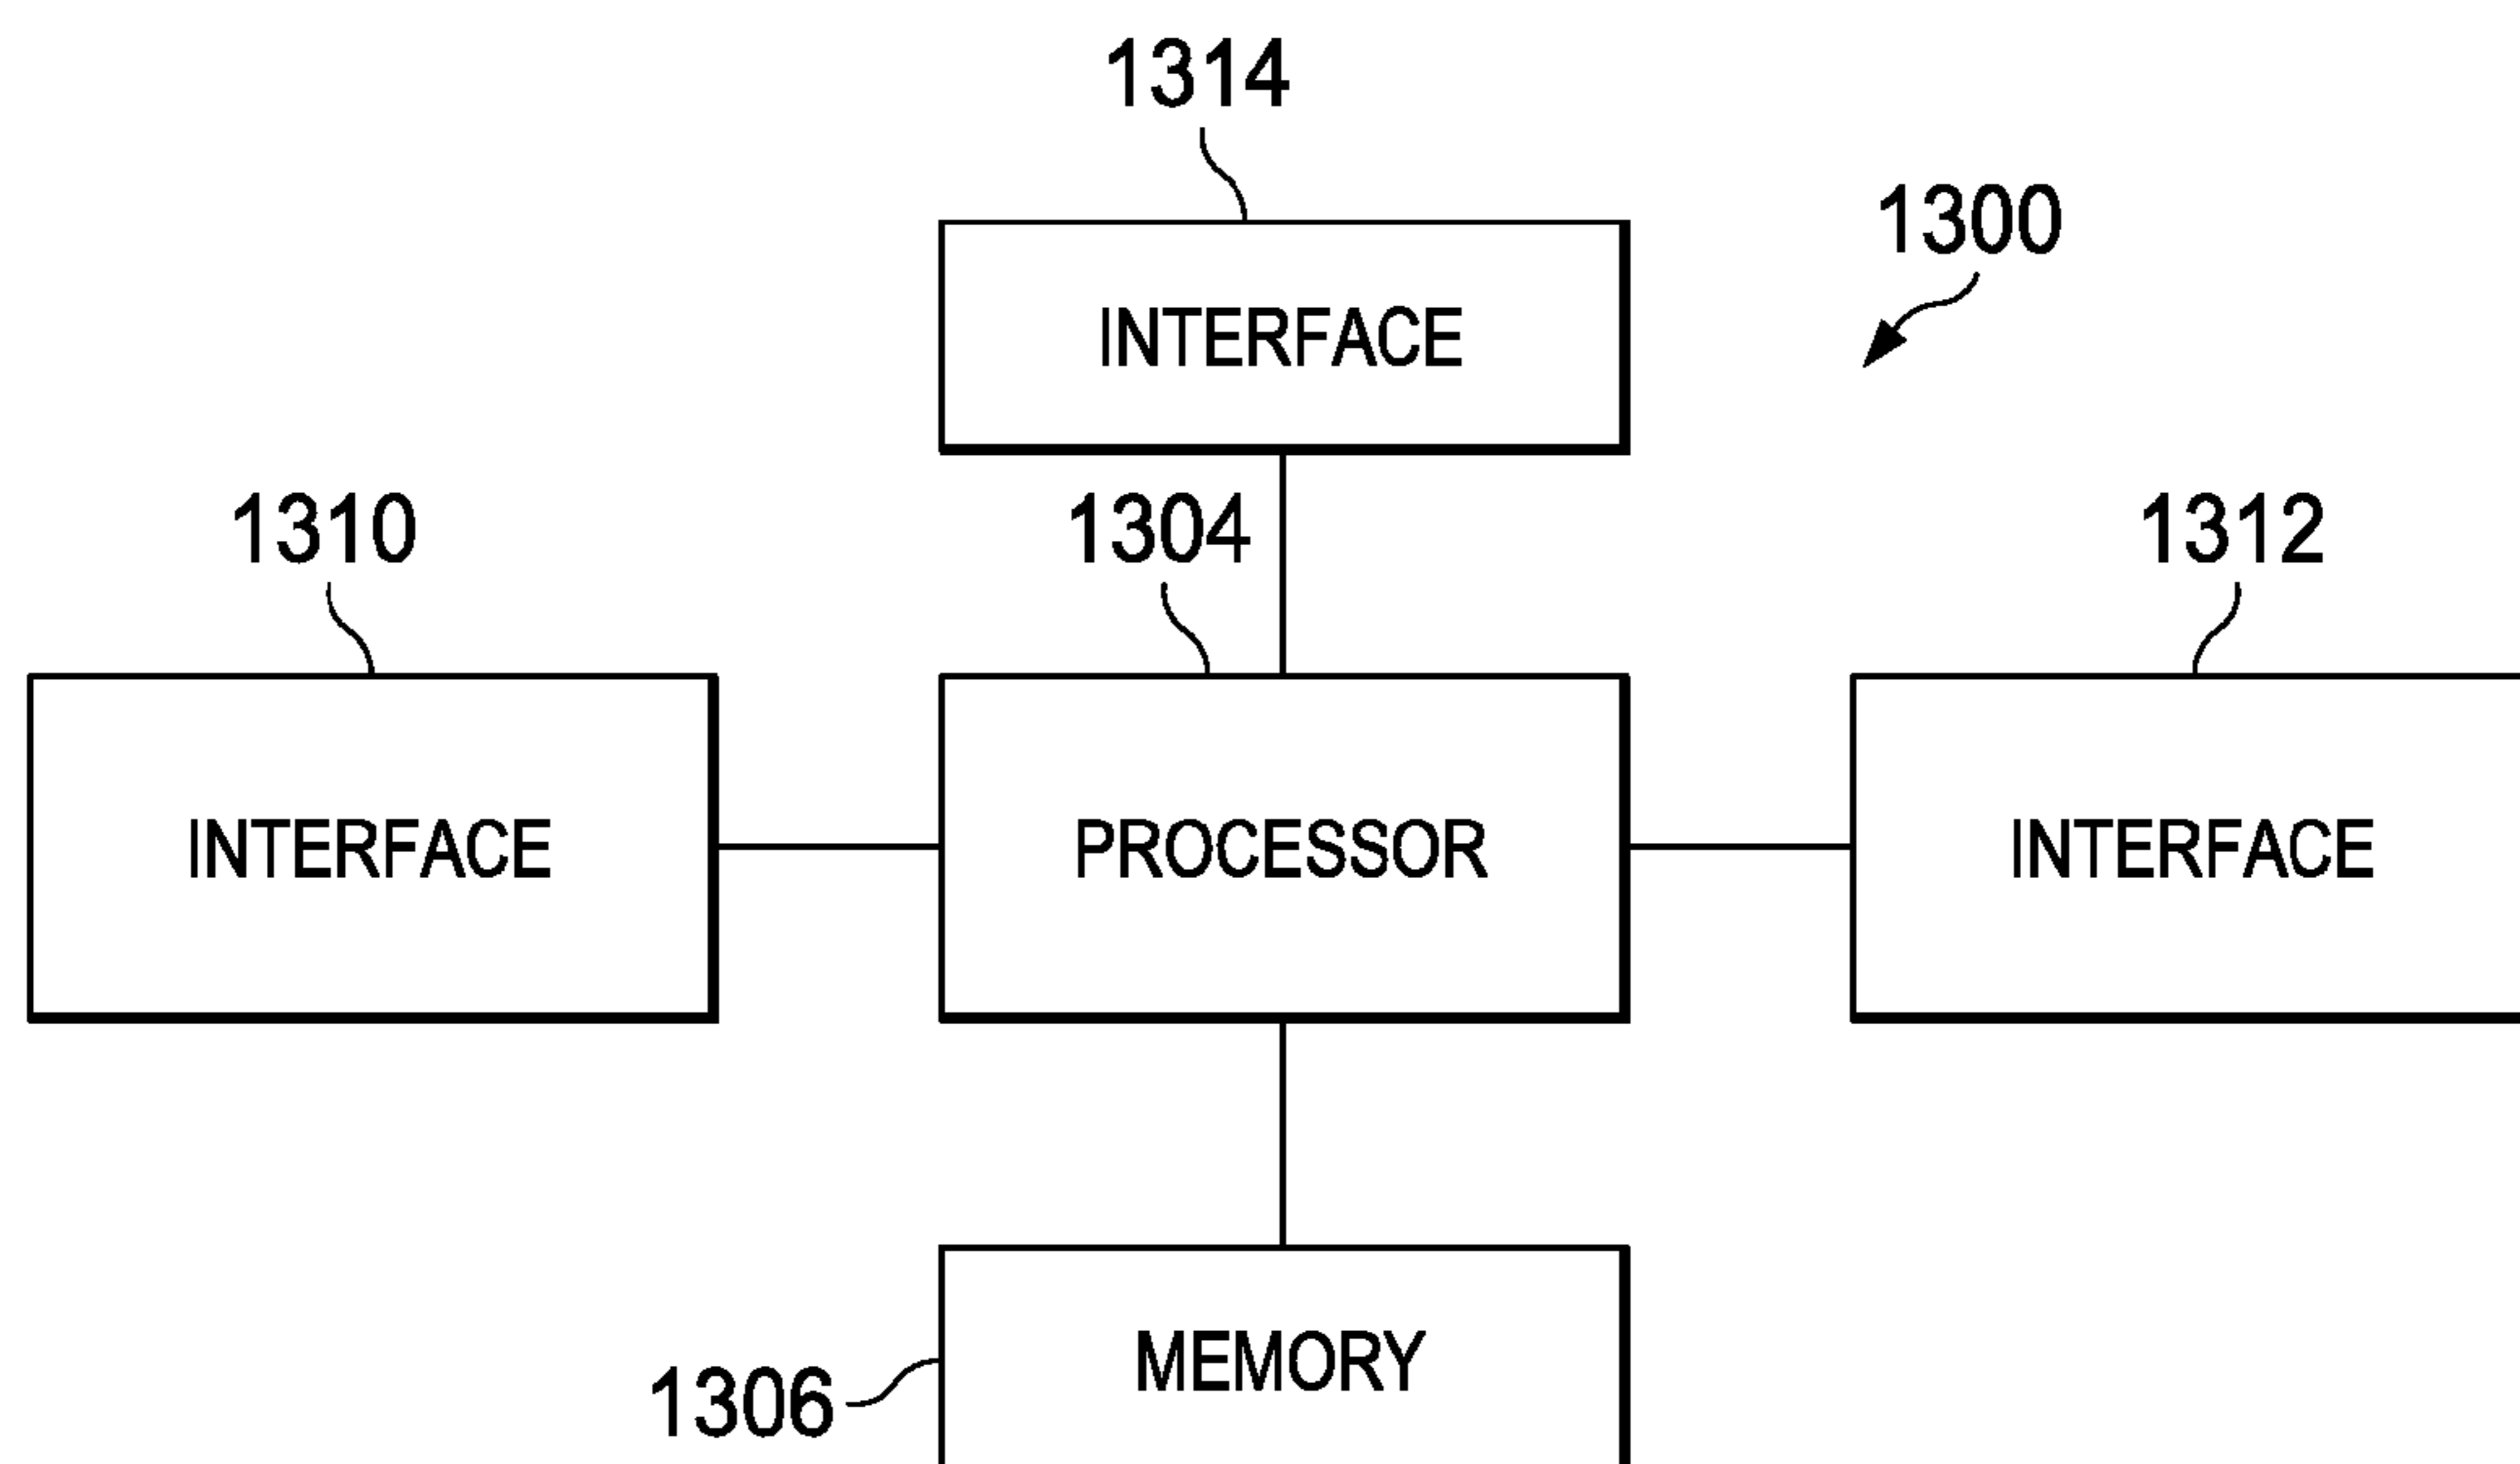 1314
1300
INTERFACE
1310
1304
1312
INTERFACE
PROCESSOR
INTERFACE
MEMORY
1306